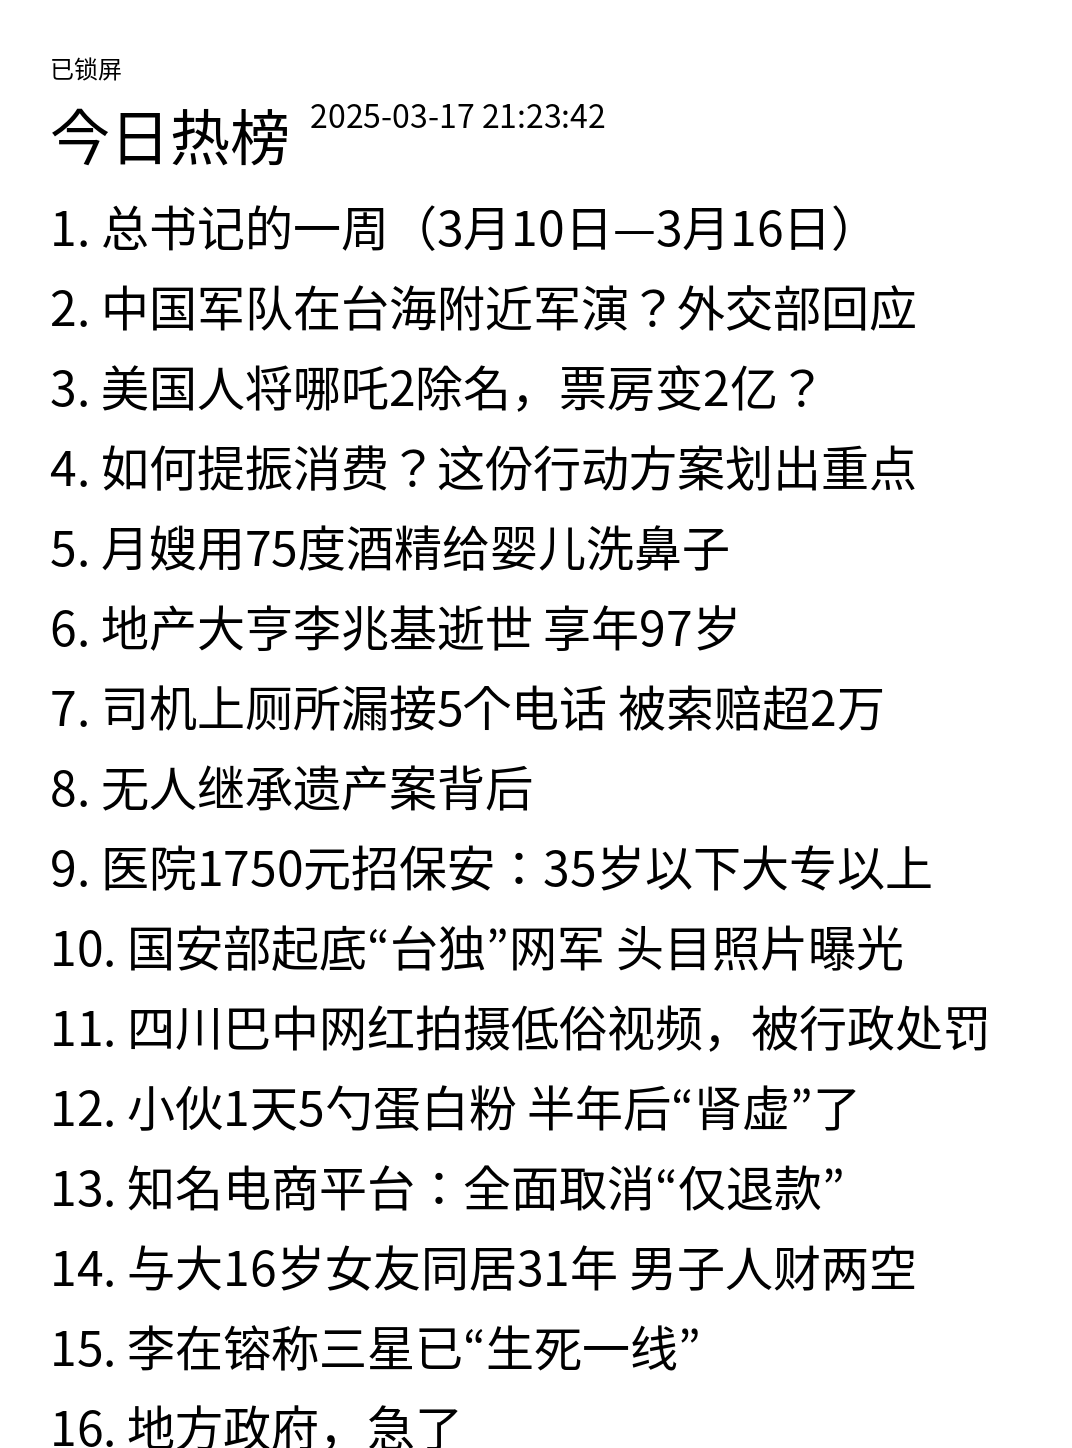 已锁屏
今日热榜 2025-03-17 21:23:42
1. 总书记的一周（3月10日—3月16日）
2. 中国军队在台海附近军演？外交部回应
3. 美国人将哪吒2除名，票房变2亿？
4. 如何提振消费？这份行动方案划出重点
5. 月嫂用75度酒精给婴儿洗鼻子
6. 地产大亨李兆基逝世 享年97岁
7. 司机上厕所漏接5个电话 被索赔超2万
8. 无人继承遗产案背后
9. 医院1750元招保安：35岁以下大专以上
10. 国安部起底“台独”网军 头目照片曝光
11. 四川巴中网红拍摄低俗视频，被行政处罚
12. 小伙1天5勺蛋白粉 半年后“肾虚”了
13. 知名电商平台：全面取消“仅退款”
14. 与大16岁女友同居31年 男子人财两空
15. 李在镕称三星已“生死一线”
16. 地方政府，急了